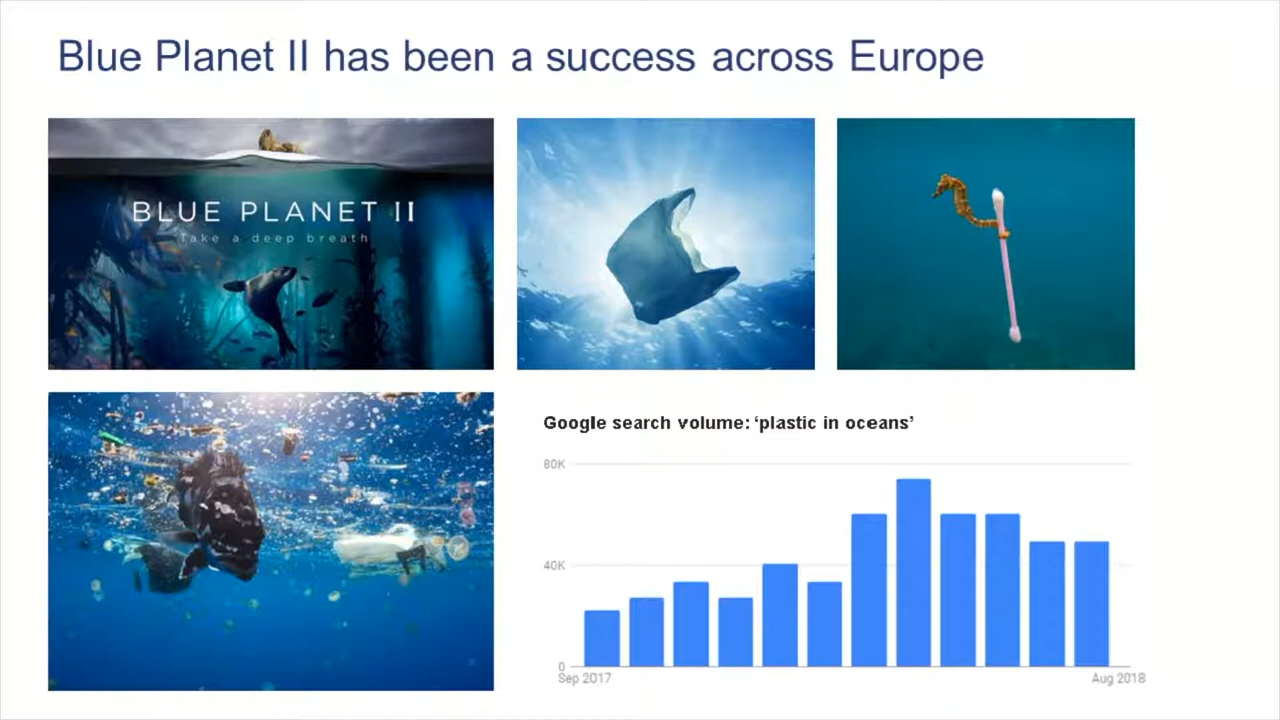 Blue Planet II has been a success across Europe
BLUE PLANET II
Take a deep breath
Google search volume: ‘plastic in oceans’
80K
40K
0
Sep 2017
Aug 2018